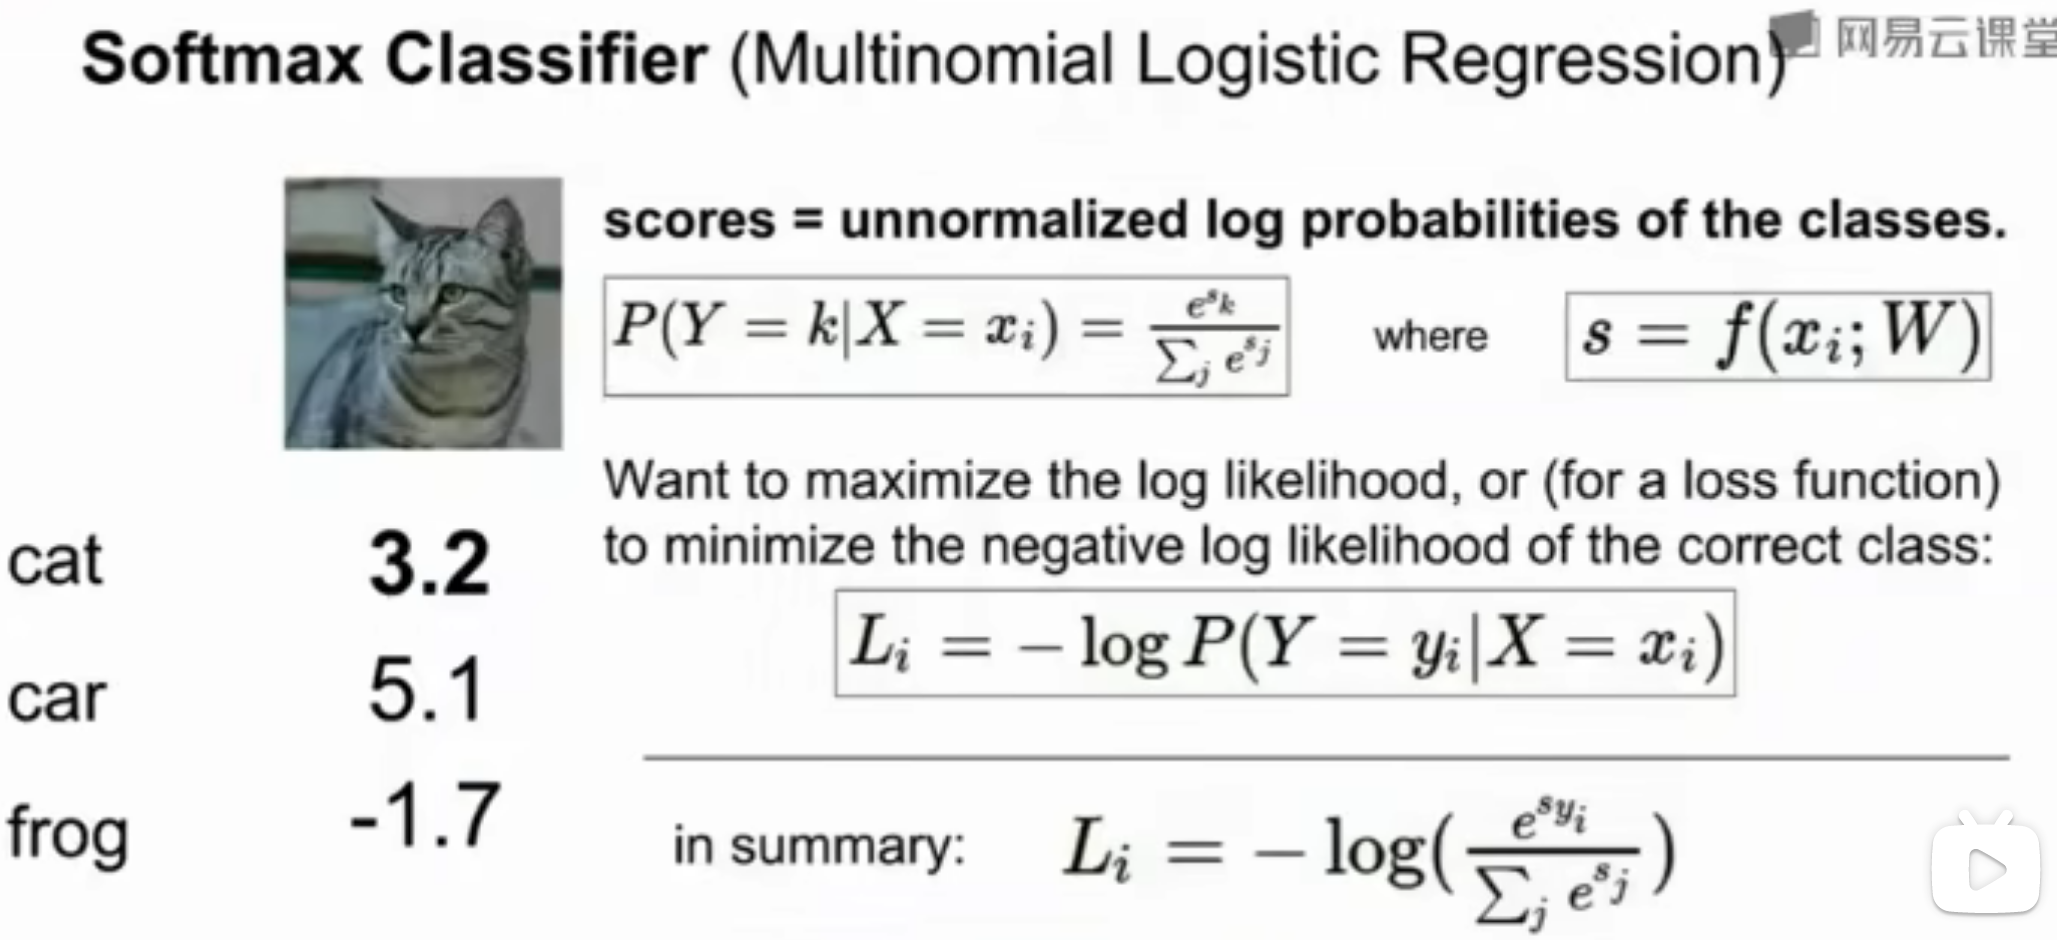 Softmax Classifier (Multinomial Logistic Regression)
网易云课堂
scores = unnormalized log probabilities of the classes.
P(Y = k|X = x_i) = \frac{e^{s_k}}{\sum_j e^{s_j}} where s = f(x_i; W)
Want to maximize the log likelihood, or (for a loss function)
to minimize the negative log likelihood of the correct class:
L_i = -\log P(Y = y_i|X = x_i)
cat 3.2
car 5.1
frog -1.7
in summary: L_i = -\log(\frac{e^{s_{y_i}}}{\sum_j e^{s_j}})